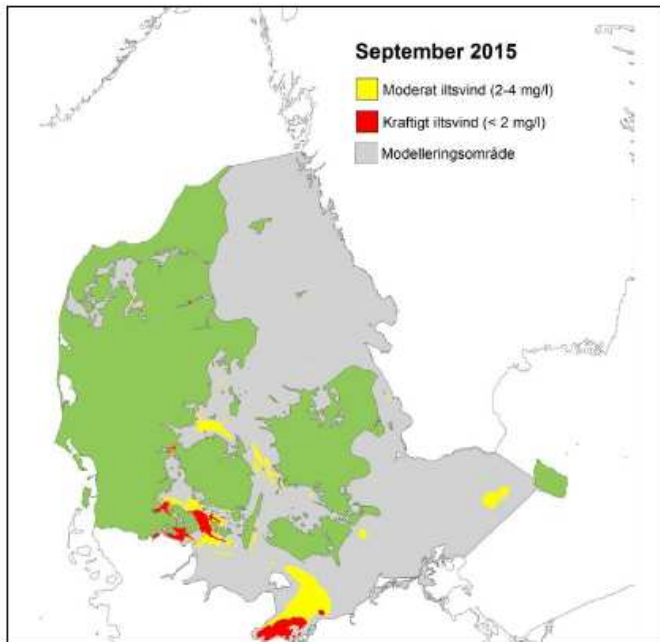 September 2015
Moderat iltsvind (2-4 mg/l)
Kraftigt iltsvind (< 2 mg/l)
Modelleringsområde